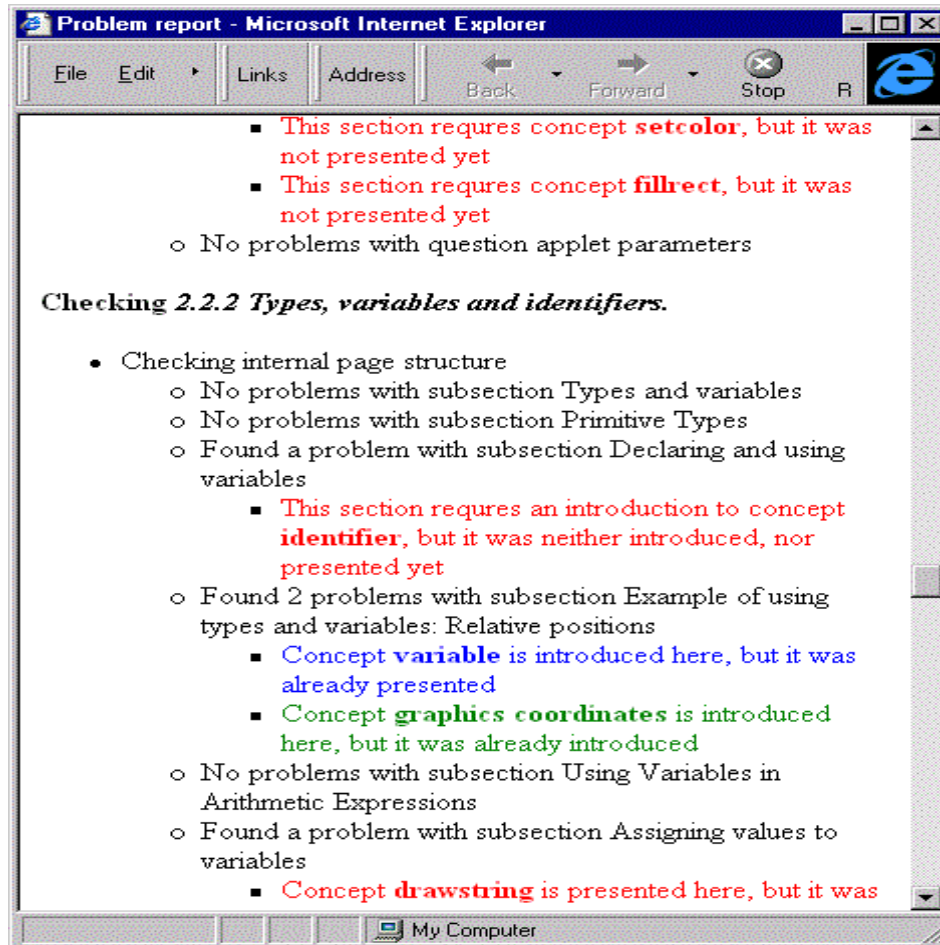 Problem report - Microsoft Internet Explorer
File Edit Links Address Back Forward Stop R
This section requres concept setcolor, but it was
not presented yet
This section requres concept fillrect, but it was
not presented yet
No problems with question applet parameters
Checking 2.2.2 Types, variables and identifiers.
Checking internal page structure
No problems with subsection Types and variables
No problems with subsection Primitive Types
Found a problem with subsection Declaring and using
variables
This section requres an introduction to concept
identifier, but it was neither introduced, nor
presented yet
Found 2 problems with subsection Example of using
types and variables: Relative positions
Concept variable is introduced here, but it was
already presented
Concept graphics coordinates is introduced
here, but it was already introduced
No problems with subsection Using Variables in
Arithmetic Expressions
Found a problem with subsection Assigning values to
variables
Concept drawstring is presented here, but it was
My Computer